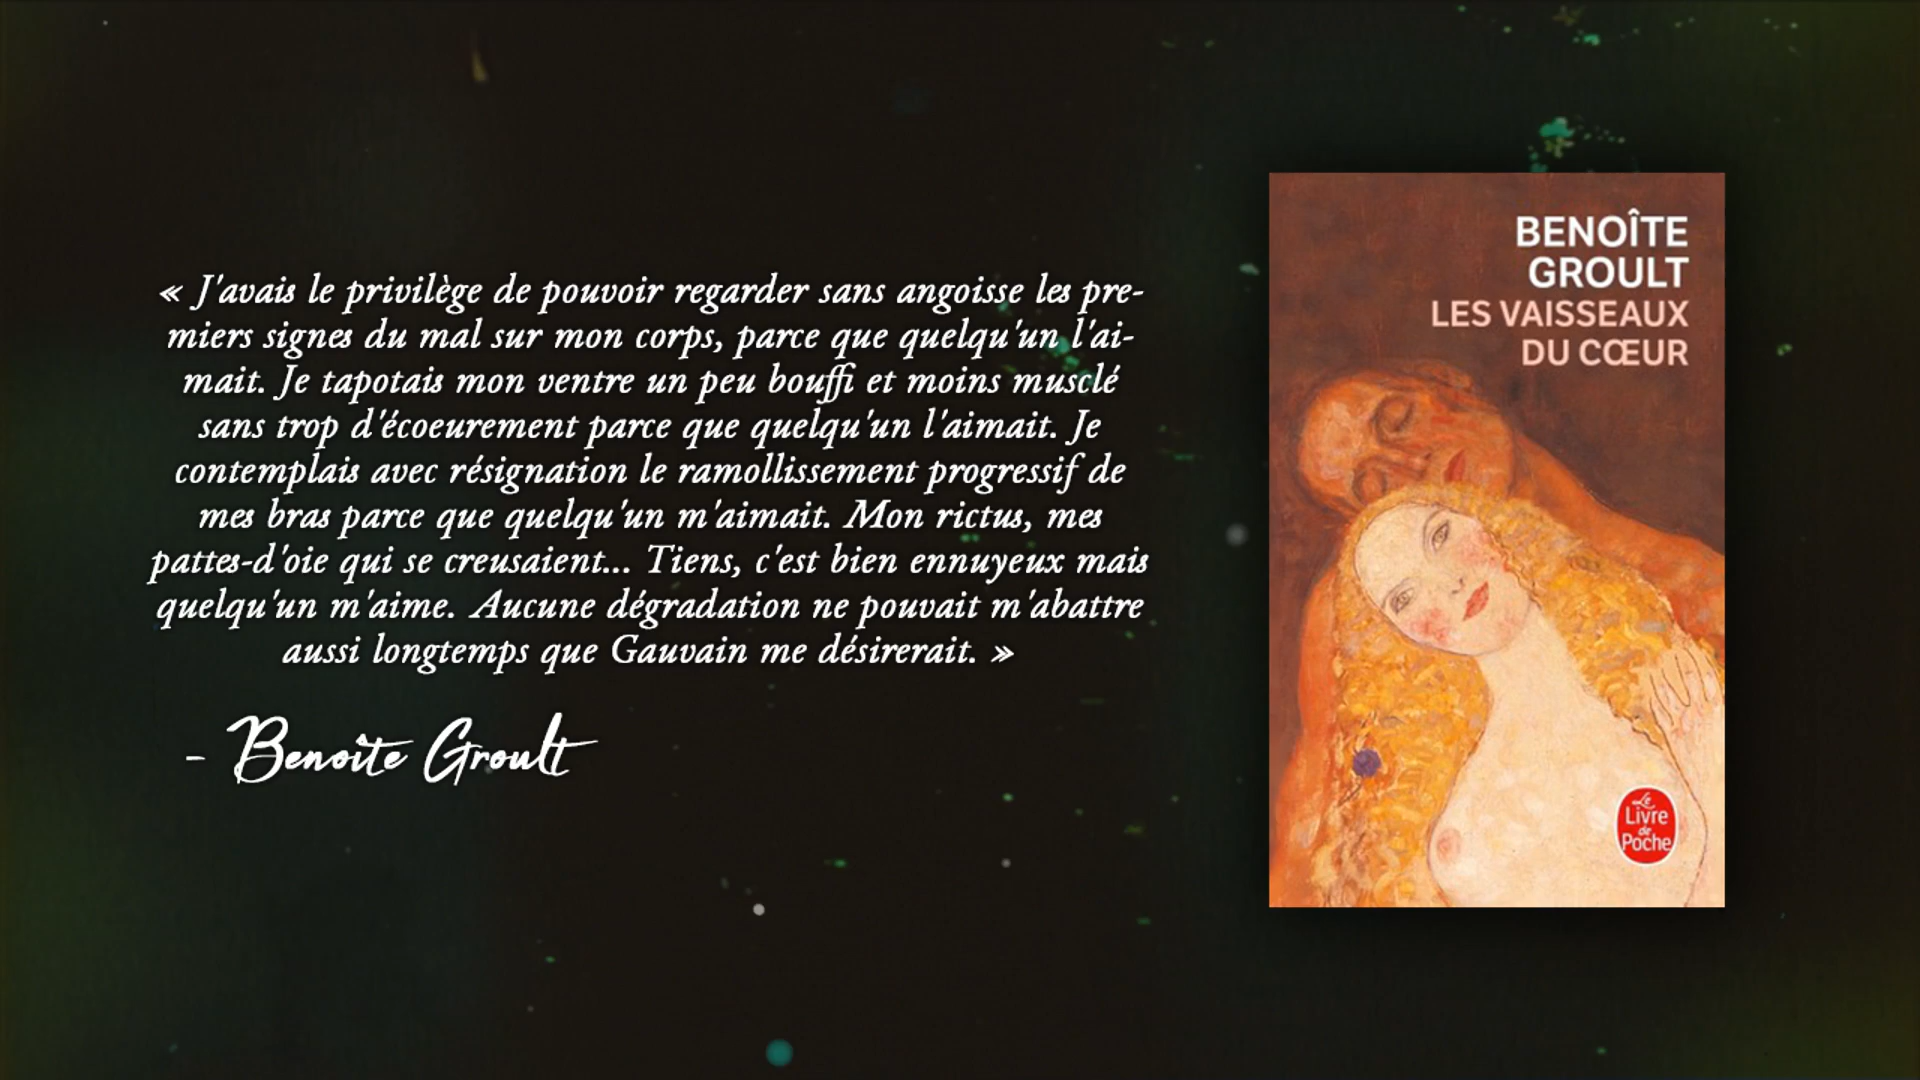 « J'avais le privilège de pouvoir regarder sans angoisse les pre-
miers signes du mal sur mon corps, parce que quelqu'un l'ai-
mait. Je tapotais mon ventre un peu bouffi et moins musclé
sans trop d'écoeurement parce que quelqu'un l'aimait. Je
contemplais avec résignation le ramollissement progressif de
mes bras parce que quelqu'un m'aimait. Mon rictus, mes
pattes-d'oie qui se creusaient... Tiens, c'est bien ennuyeux mais
quelqu'un m'aime. Aucune dégradation ne pouvait m'abattre
aussi longtemps que Gauvain me désirerait. »
- Benoîte Groult
BENOÎTE
GROULT
LES VAISSEAUX
DU CŒUR
Le
Livre
de
Poche